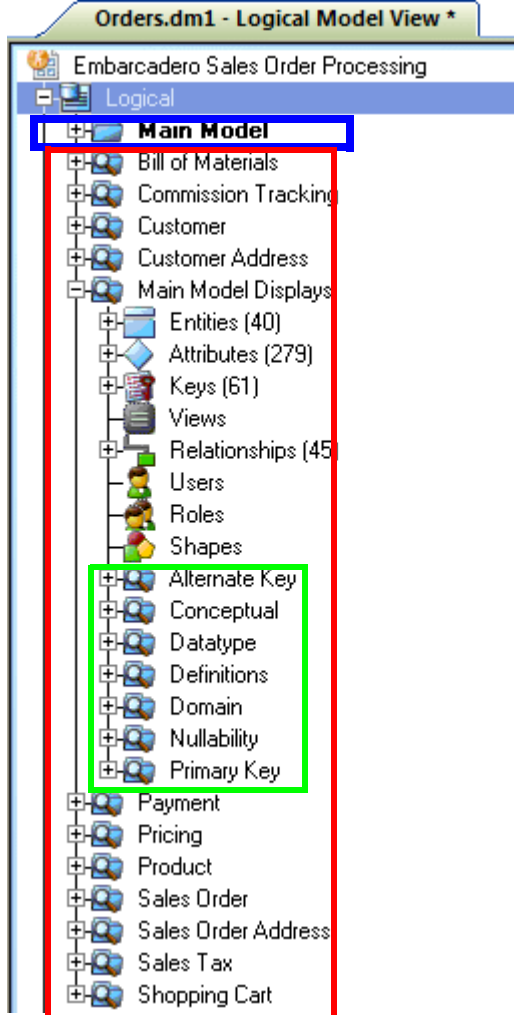 Orders.dm1 - Logical Model View *
Embarcadero Sales Order Processing
Logical
Main Model
Bill of Materials
Commission Tracking
Customer
Customer Address
Main Model Displays
Entities (40)
Attributes (279)
Keys (61)
Views
Relationships (45)
Users
Roles
Shapes
Alternate Key
Conceptual
Datatype
Definitions
Domain
Nullability
Primary Key
Payment
Pricing
Product
Sales Order
Sales Order Address
Sales Tax
Shopping Cart